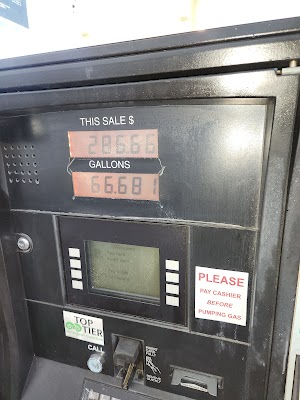 THIS SALE $
286.66
GALLONS
66.681
PLEASE
PAY CASHIER
BEFORE
PUMPING GAS
TOP
TIER
CALL